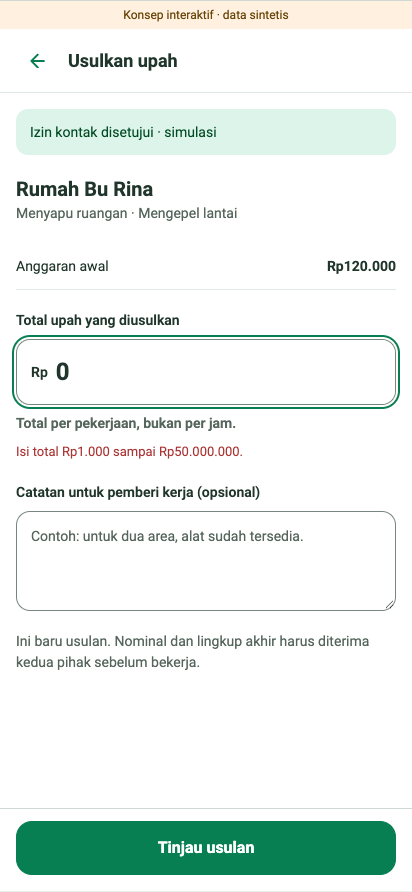 Konsep interaktif · data sintetis
Usulkan upah
Izin kontak disetujui · simulasi
Rumah Bu Rina
Menyapu ruangan · Mengepel lantai
Anggaran awal Rp120.000
Total upah yang diusulkan
Rp 0
Total per pekerjaan, bukan per jam.
Isi total Rp1.000 sampai Rp50.000.000.
Catatan untuk pemberi kerja (opsional)
Contoh: untuk dua area, alat sudah tersedia.
Ini baru usulan. Nominal dan lingkup akhir harus diterima
kedua pihak sebelum bekerja.
Tinjau usulan